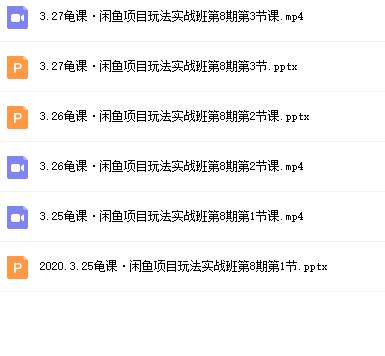 3.27龟课·闲鱼项目玩法实战班第8期第3节课.mp4
3.27龟课·闲鱼项目玩法实战班第8期第3节.pptx
3.26龟课·闲鱼项目玩法实战班第8期第2节课.pptx
3.26龟课·闲鱼项目玩法实战班第8期第2节课.mp4
3.25龟课·闲鱼项目玩法实战班第8期第1节课.mp4
2020.3.25龟课·闲鱼项目玩法实战班第8期第1节.pptx